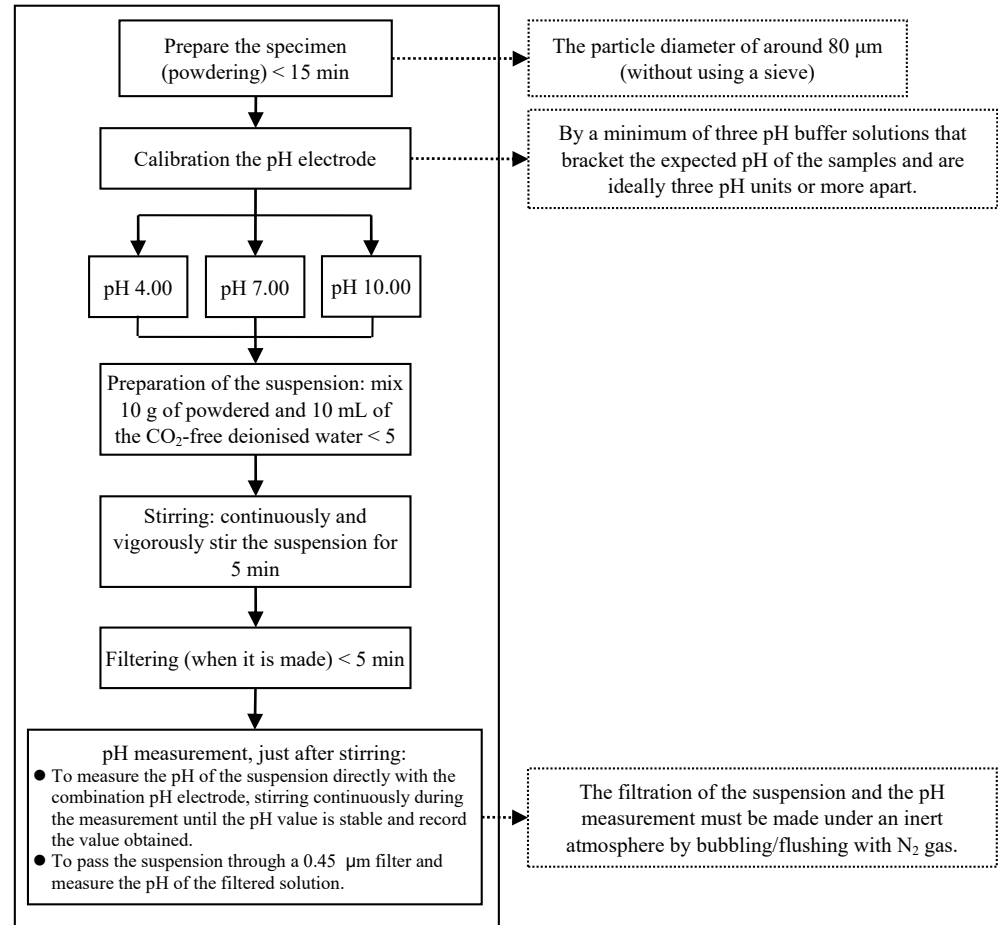 Prepare the specimen
(powdering) < 15 min
The particle diameter of around 80 μm
(without using a sieve)
Calibration the pH electrode
By a minimum of three pH buffer solutions that
bracket the expected pH of the samples and are
ideally three pH units or more apart.
pH 4.00
pH 7.00
pH 10.00
Preparation of the suspension: mix
10 g of powdered and 10 mL of
the CO₂-free deionised water < 5
Stirring: continuously and
vigorously stir the suspension for
5 min
Filtering (when it is made) < 5 min
pH measurement, just after stirring:
● To measure the pH of the suspension directly with the
combination pH electrode, stirring continuously during
the measurement until the pH value is stable and record
the value obtained.
● To pass the suspension through a 0.45 μm filter and
measure the pH of the filtered solution.
The filtration of the suspension and the pH
measurement must be made under an inert
atmosphere by bubbling/flushing with N₂ gas.